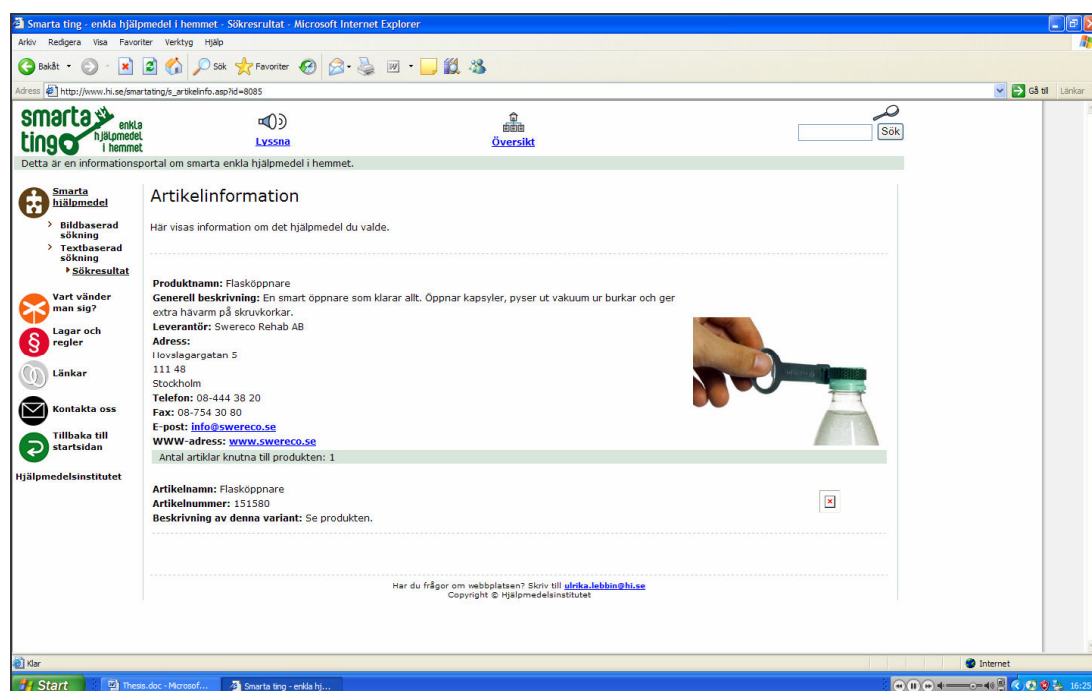 Smarta ting - enkla hjälpmedel i hemmet - Sökresrultat - Microsoft Internet Explorer
Arkiv Redigera Visa Favoriter Verktyg Hjälp
Bakåt Sök Favoriter
Adress http://www.hi.se/smartating/s_artikelinfo.asp?id=8085 Gå till Länkar
smarta ting enkla hjälpmedel i hemmet
Lyssna
Översikt
Sök
Detta är en informationsportal om smarta enkla hjälpmedel i hemmet.
Smarta
hjälpmedel
Bildbaserad
sökning
Textbaserad
sökning
Sökresultat
Vart vänder
man sig?
§
Lagar och
regler
Länkar
Kontakta oss
Tillbaka till
startsidan
Hjälpmedelsinstitutet
Artikelinformation
Här visas information om det hjälpmedel du valde.
Produktnamn: Flasköppnare
Generell beskrivning: En smart öppnare som klarar allt. Öppnar kapsyler, pyser ut vakuum ur burkar och ger
extra hävarm på skruvkorkar.
Leverantör: Swereco Rehab AB
Adress:
Hovslagargatan 5
111 48
Stockholm
Telefon: 08-444 38 20
Fax: 08-754 30 80
E-post: info@swereco.se
WWW-adress: www.swereco.se
Antal artiklar knutna till produkten: 1
Artikelnamn: Flasköppnare
Artikelnummer: 151580
Beskrivning av denna variant: Se produkten.
Har du frågor om webbplatsen? Skriv till ulrika.lebbin@hi.se
Copyright © Hjälpmedelsinstitutet
Klar Internet
Start Thesis.doc - Microsof... Smarta ting - enkla hj... 16:25